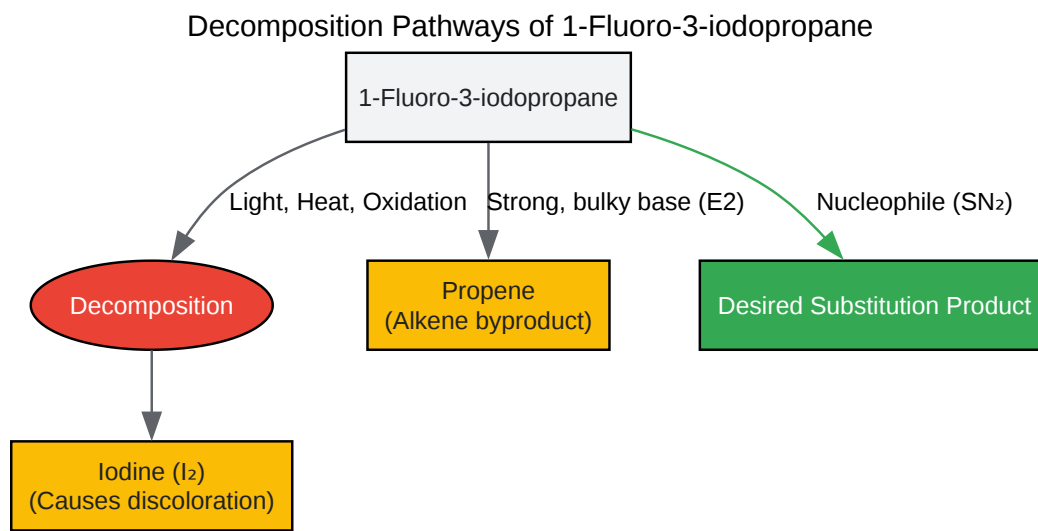 Decomposition Pathways of 1-Fluoro-3-iodopropane
1-Fluoro-3-iodopropane
Light, Heat, Oxidation
Strong, bulky base (E2)
Nucleophile (SN₂)
Decomposition
Propene
(Alkene byproduct)
Desired Substitution Product
Iodine (I₂)
(Causes discoloration)